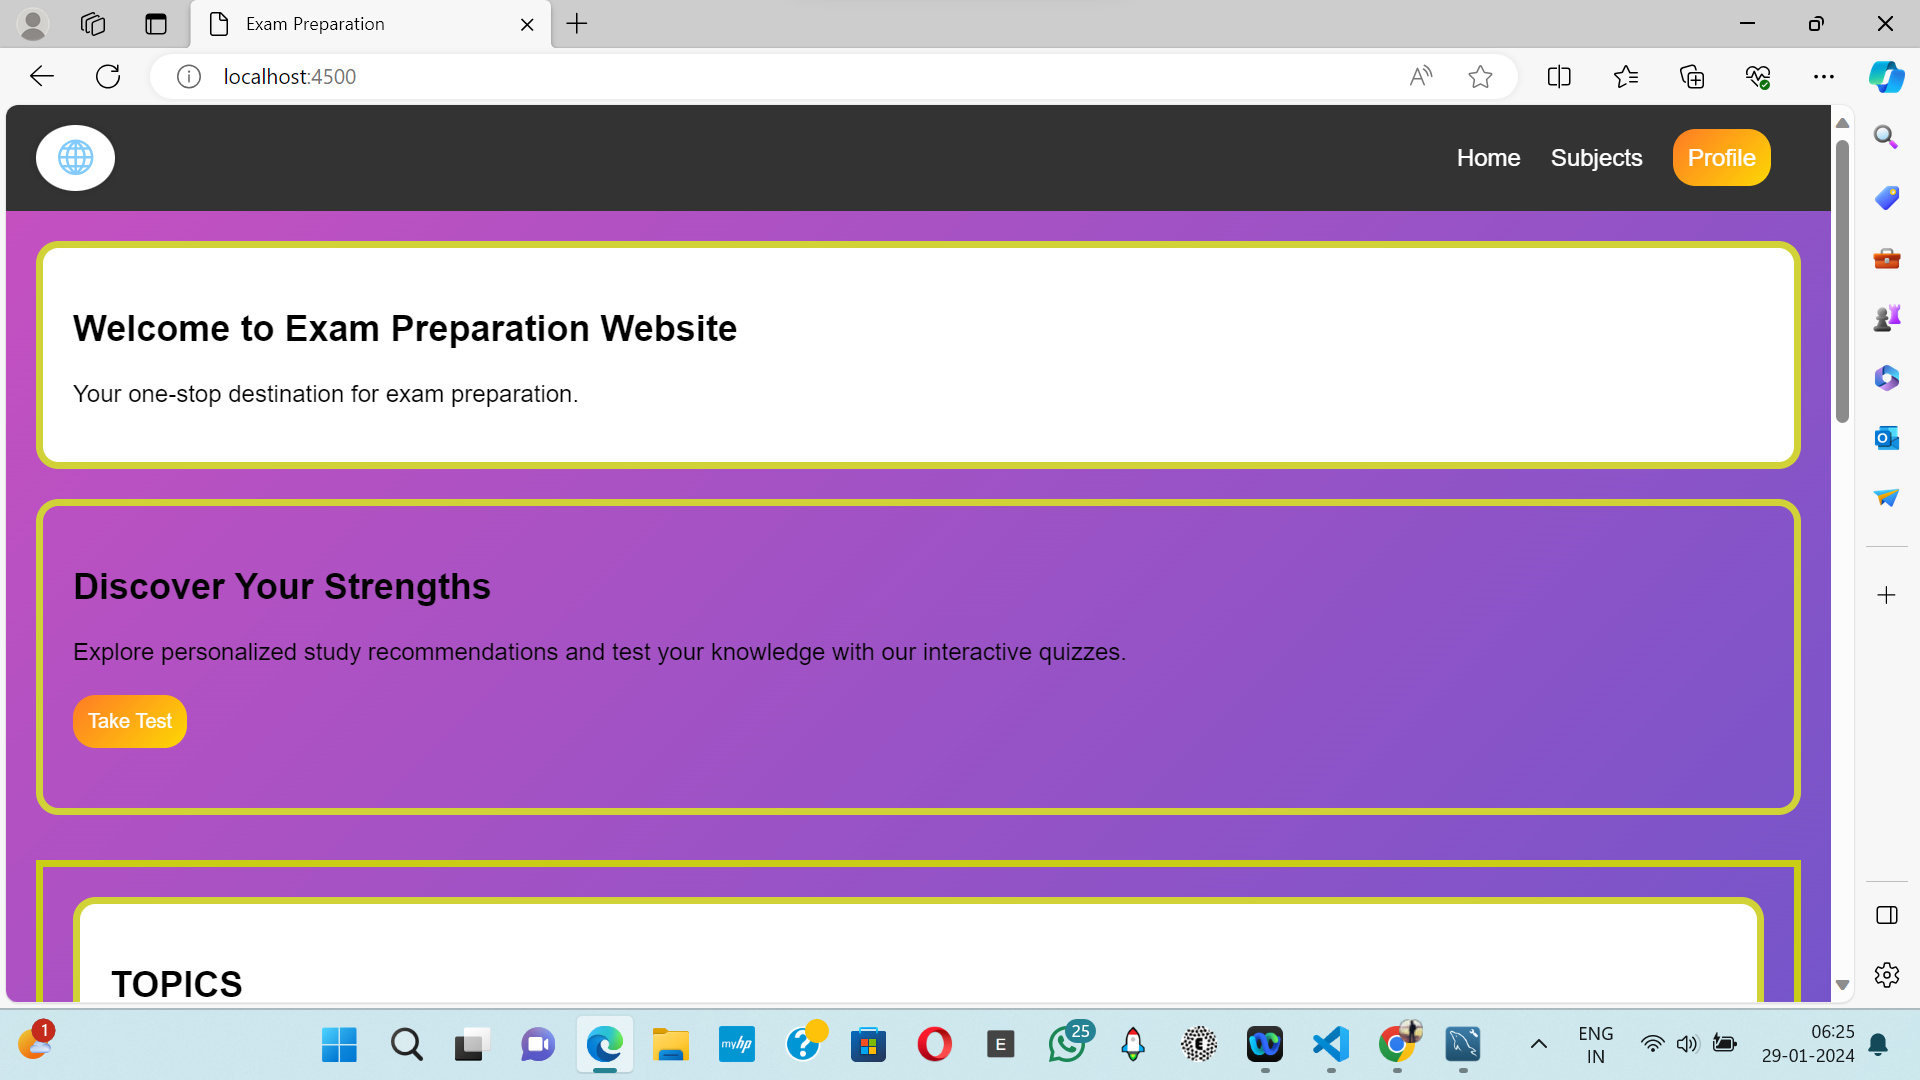 Exam Preparation
localhost:4500
Home Subjects Profile
Welcome to Exam Preparation Website
Your one-stop destination for exam preparation.
Discover Your Strengths
Explore personalized study recommendations and test your knowledge with our interactive quizzes.
Take Test
TOPICS
1
myhp
?
E
25
E
ENG
IN
06:25
29-01-2024